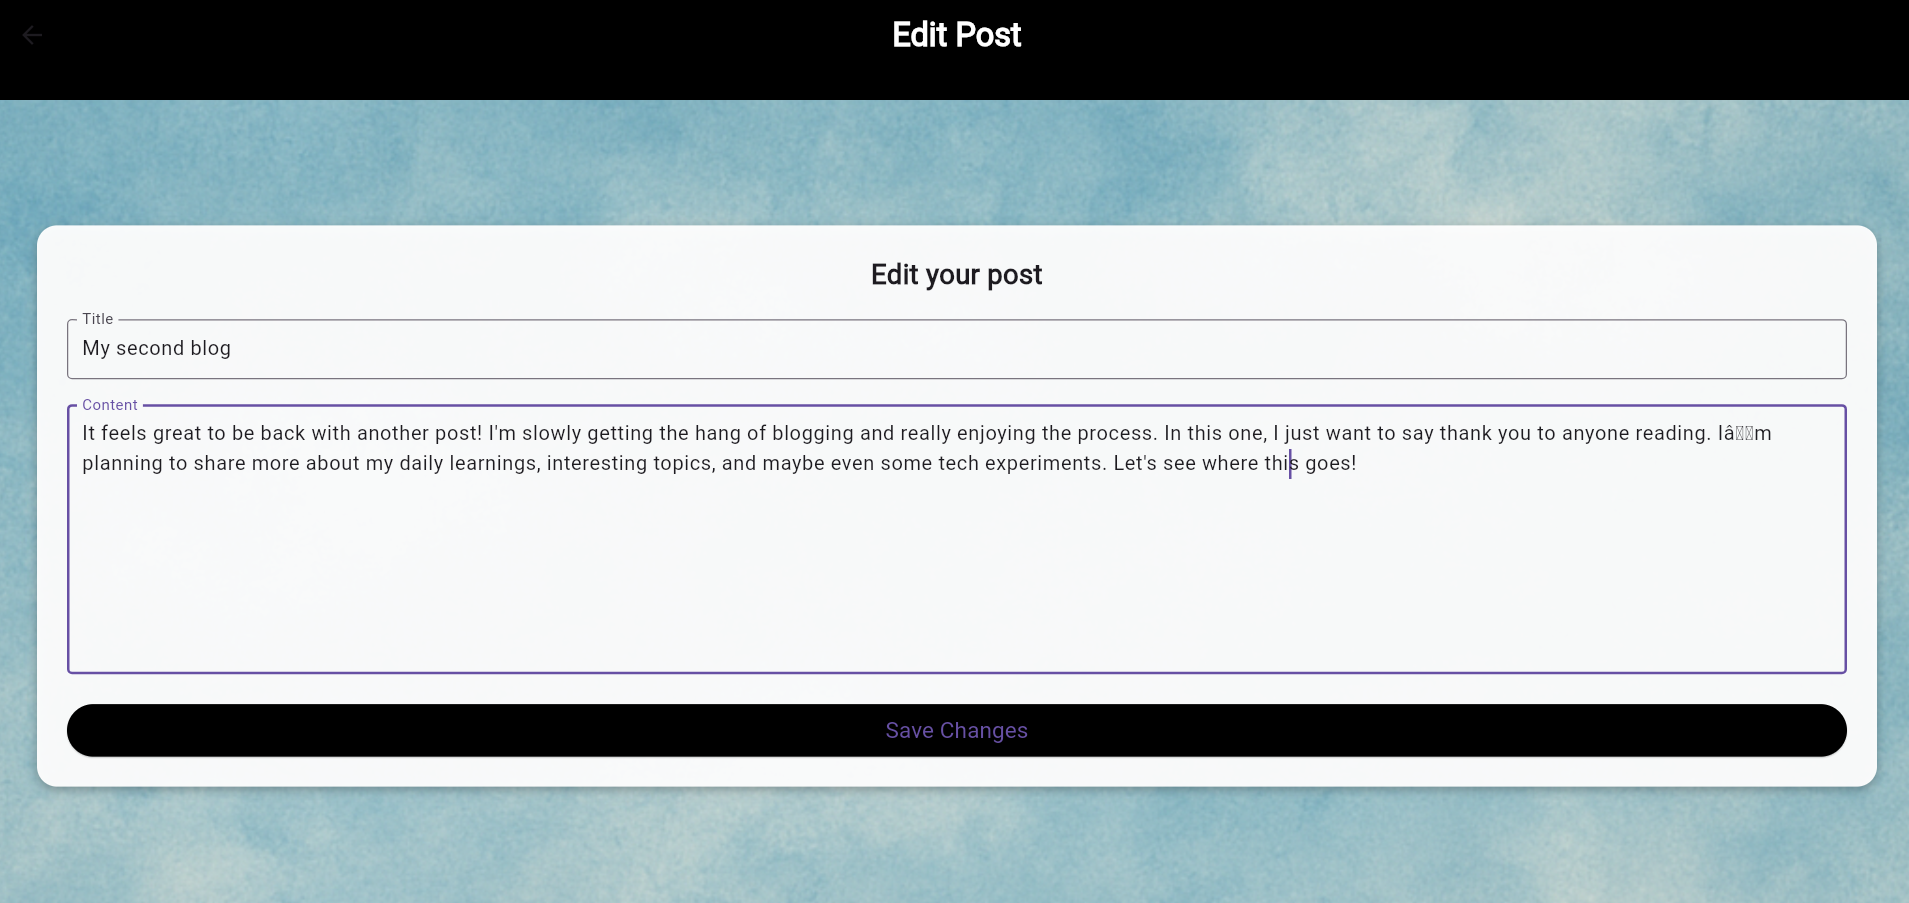 Edit Post
Edit your post
Title
My second blog
Content
It feels great to be back with another post! I'm slowly getting the hang of blogging and really enjoying the process. In this one, I just want to say thank you to anyone reading. Iâ▯▯m
planning to share more about my daily learnings, interesting topics, and maybe even some tech experiments. Let's see where this goes!
Save Changes